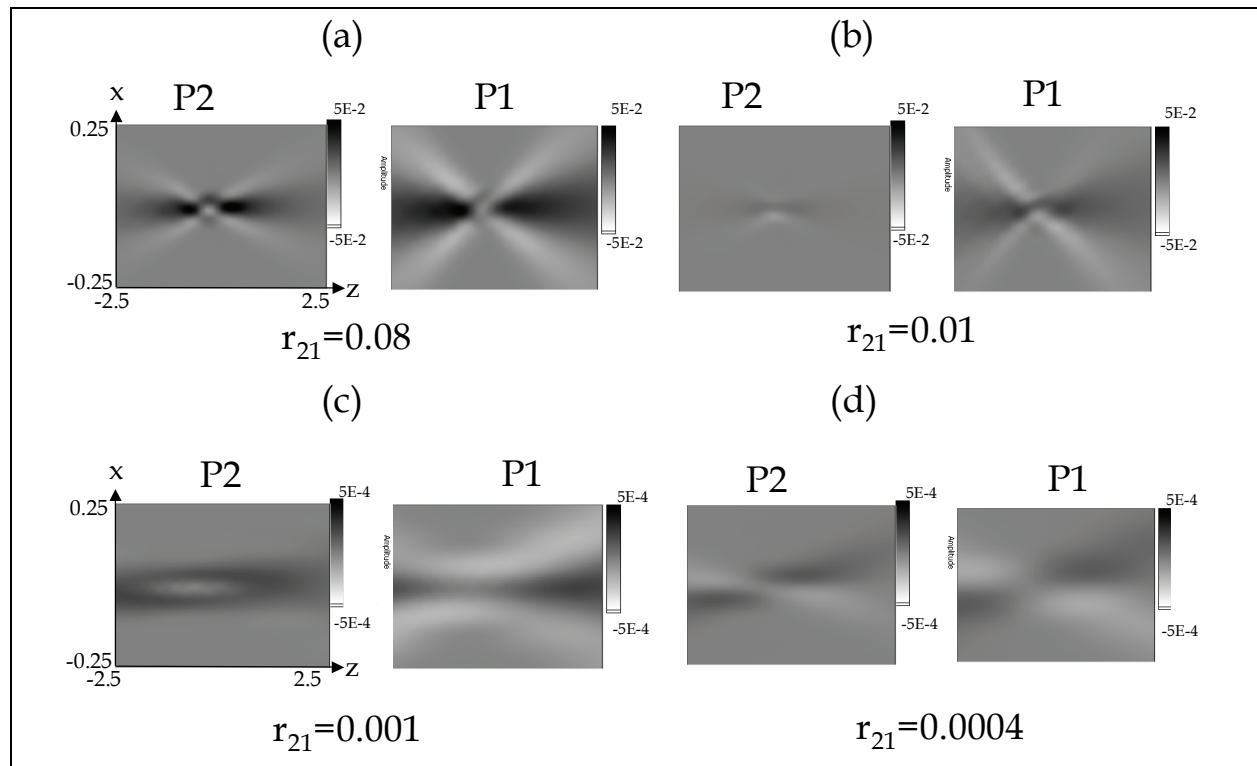 (a)
(b)
P2
P1
P2
P1
x
0.25
-0.25
-2.5
2.5
z
5E-2
-5E-2
Amplitude
5E-2
-5E-2
5E-2
-5E-2
Amplitude
5E-2
-5E-2
r21=0.08
r21=0.01
(c)
(d)
P2
P1
P2
P1
x
0.25
-0.25
-2.5
2.5
z
5E-4
-5E-4
Amplitude
5E-4
-5E-4
5E-4
-5E-4
Amplitude
5E-4
-5E-4
r21=0.001
r21=0.0004